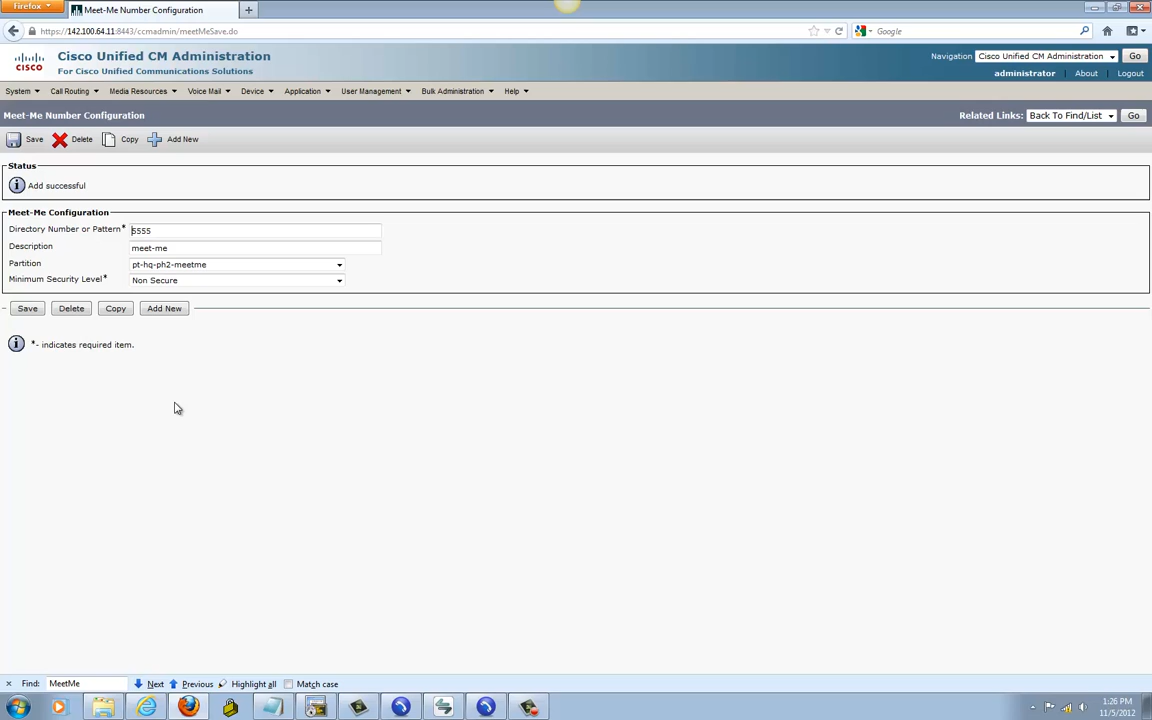 Firefox
Meet-Me Number Configuration
https://142.100.64.11:8443/ccmadmin/meetMeSave.do
Google
CISCO
Cisco Unified CM Administration
For Cisco Unified Communications Solutions
Navigation Cisco Unified CM Administration Go
administrator About Logout
System Call Routing Media Resources Voice Mail Device Application User Management Bulk Administration Help
Meet-Me Number Configuration
Related Links: Back To Find/List Go
Save Delete Copy Add New
Status
Add successful
Meet-Me Configuration
Directory Number or Pattern* 5555
Description meet-me
Partition pt-hq-ph2-meetme
Minimum Security Level* Non Secure
Save Delete Copy Add New
*- indicates required item.
Find: MeetMe Next Previous Highlight all Match case
1:26 PM
11/5/2012